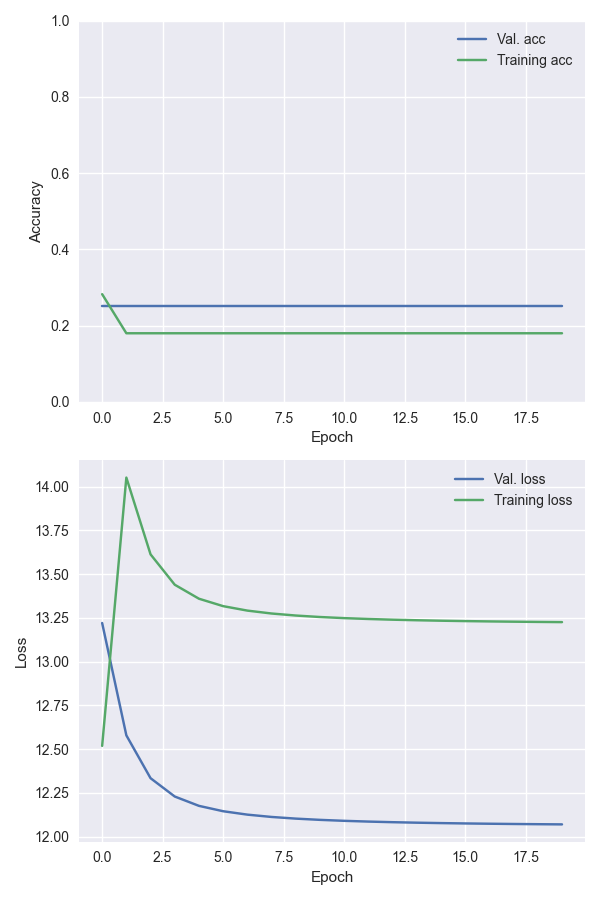 1.0
Val. acc
Training acc
0.8
0.6
0.4
0.2
0.0
Accuracy
0.0 2.5 5.0 7.5 10.0 12.5 15.0 17.5
Epoch
Val. loss
Training loss
14.00
13.75
13.50
13.25
13.00
12.75
12.50
12.25
12.00
Loss
0.0 2.5 5.0 7.5 10.0 12.5 15.0 17.5
Epoch